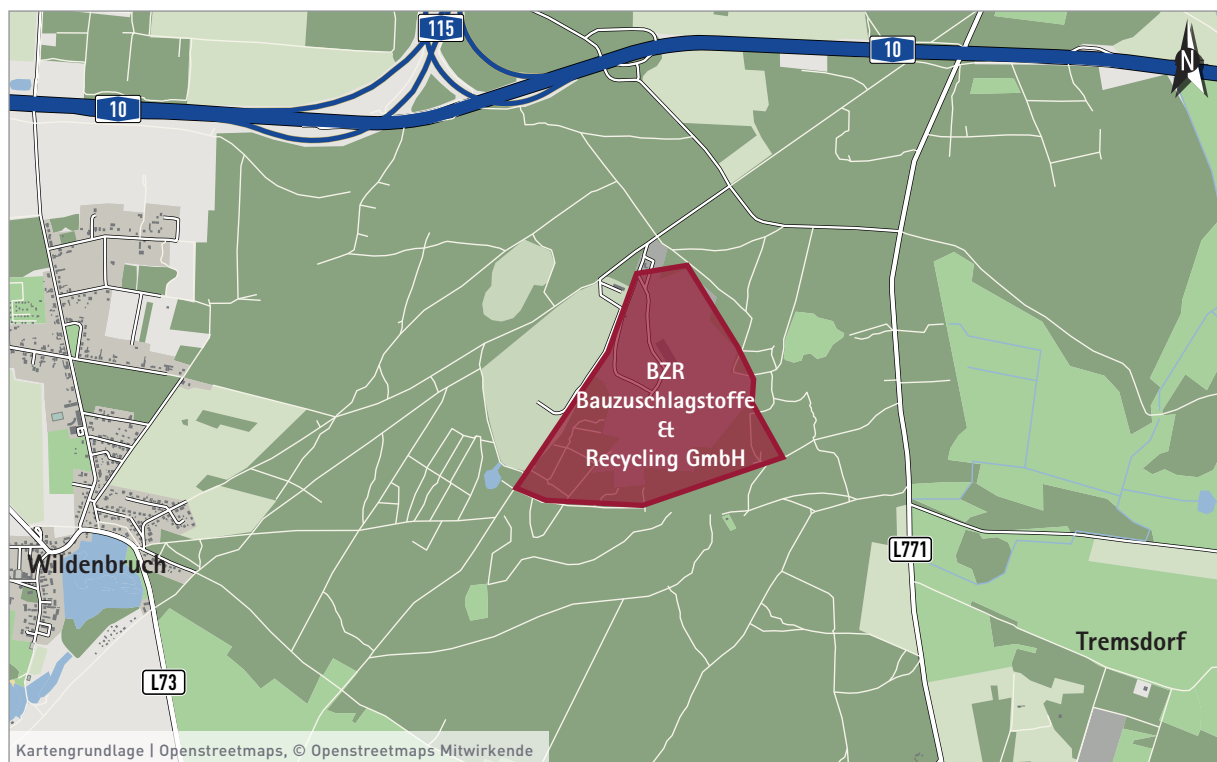 115
10
10
N
BZR
Bauzuschlagstoffe
&
Recycling GmbH
L771
Wildenbruch
Tremsdorf
L73
Kartengrundlage | Openstreetmaps, © Openstreetmaps Mitwirkende